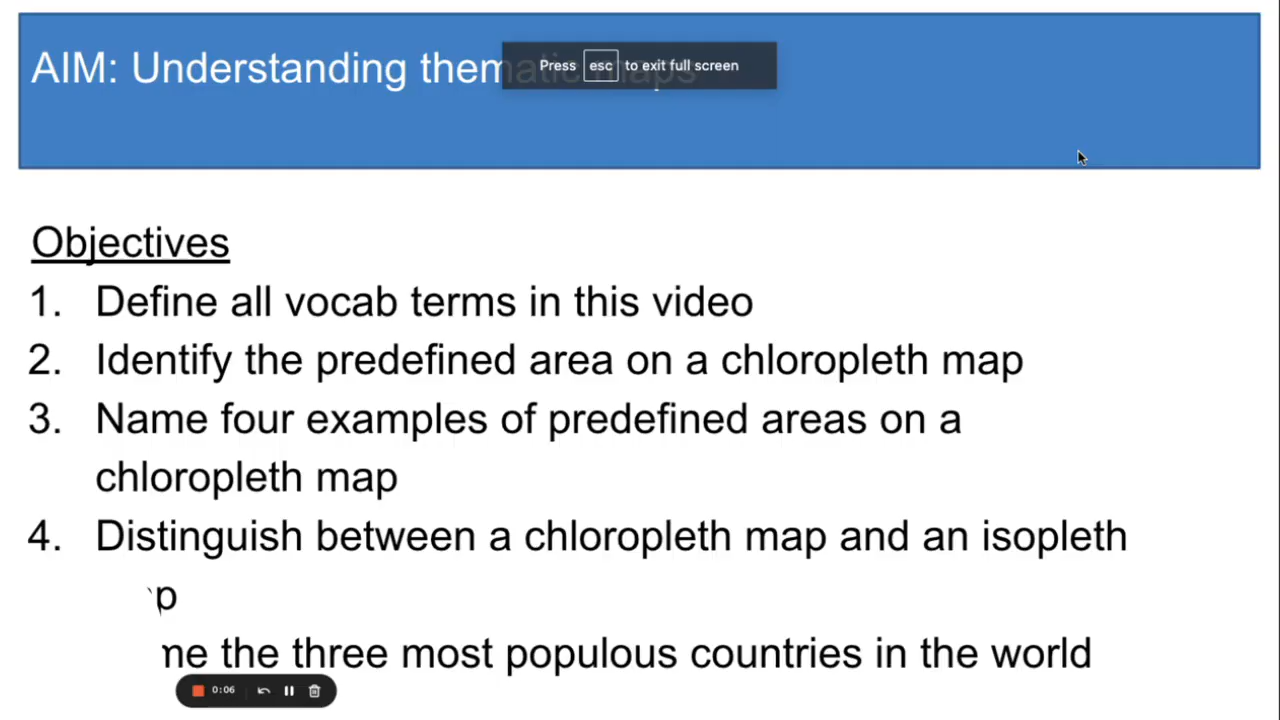 AIM: Understanding thematic maps
Press esc to exit full screen
Objectives
1. Define all vocab terms in this video
2. Identify the predefined area on a chloropleth map
3. Name four examples of predefined areas on a
chloropleth map
4. Distinguish between a chloropleth map and an isopleth
the three most populous countries in the world
0:06